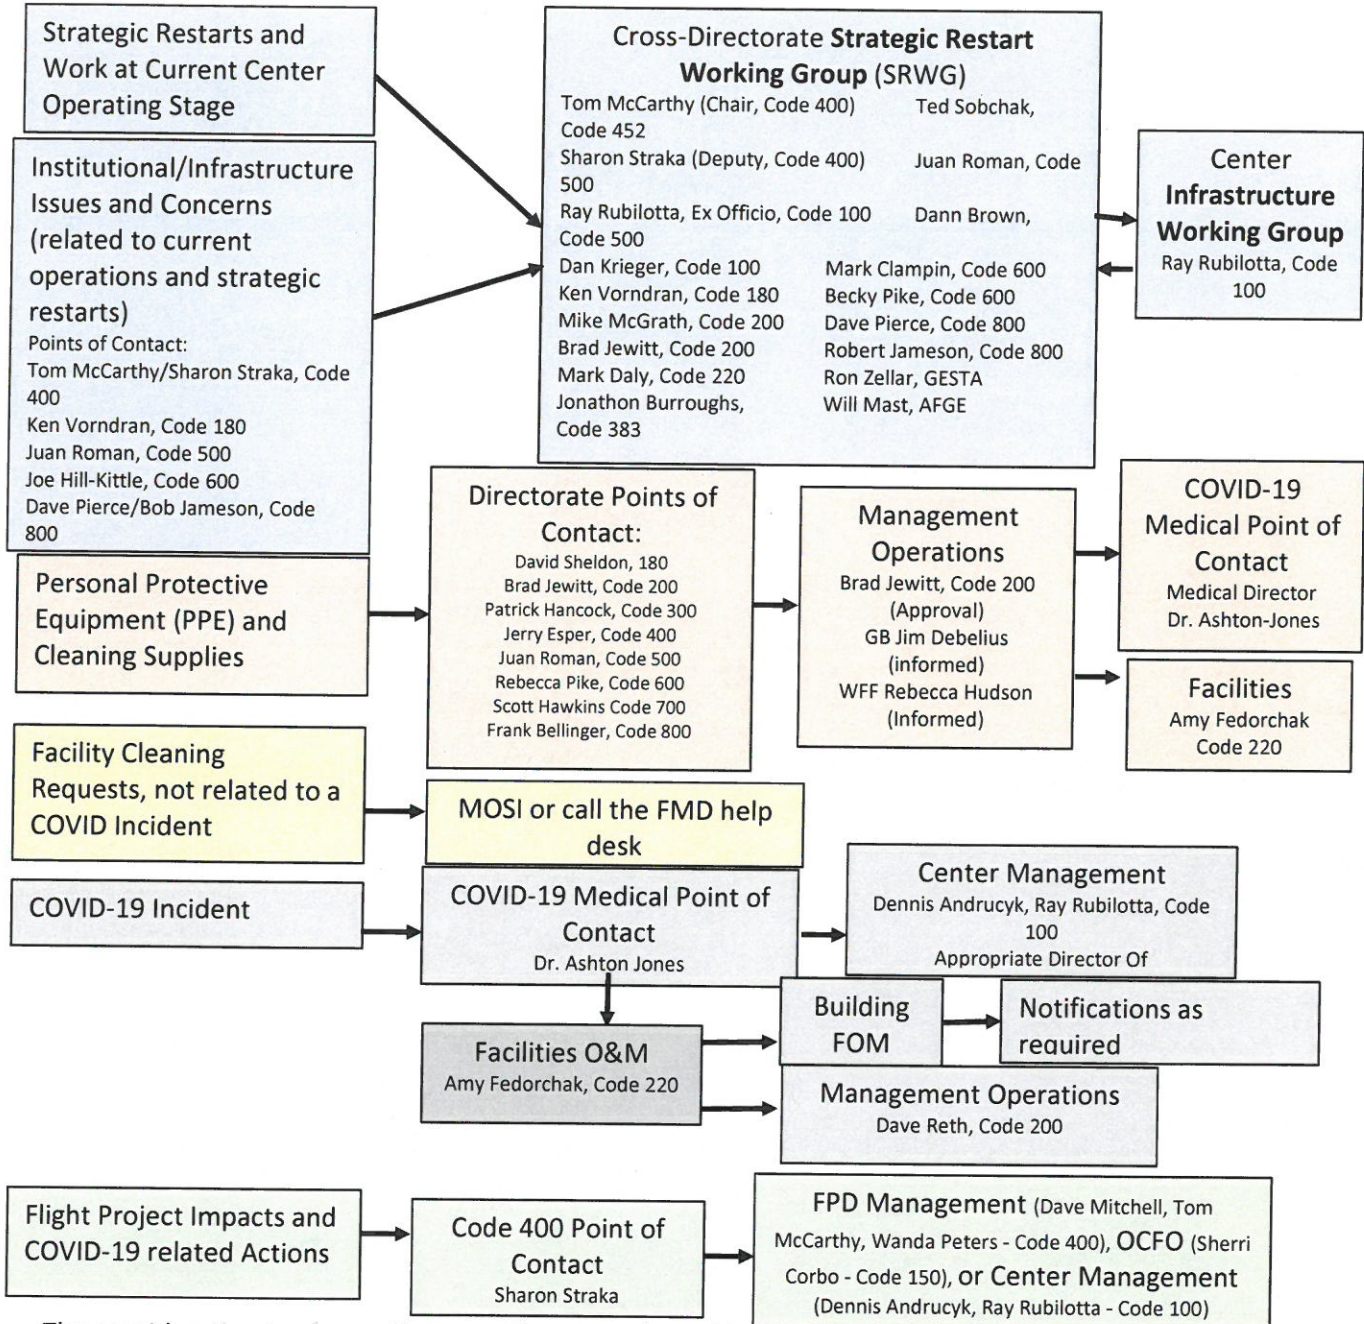 Strategic Restarts and
Work at Current Center
Operating Stage
Institutional/Infrastructure
Issues and Concerns
(related to current
operations and strategic
restarts)
Points of Contact:
Tom McCarthy/Sharon Straka, Code
400
Ken Vorndran, Code 180
Juan Roman, Code 500
Joe Hill-Kittle, Code 600
Dave Pierce/Bob Jameson, Code
800
Cross-Directorate Strategic Restart
Working Group (SRWG)
Tom McCarthy (Chair, Code 400) Ted Sobchak,
Code 452
Sharon Straka (Deputy, Code 400) Juan Roman, Code
500
Ray Rubilotta, Ex Officio, Code 100 Dann Brown,
Code 500
Dan Krieger, Code 100 Mark Clampin, Code 600
Ken Vorndran, Code 180 Becky Pike, Code 600
Mike McGrath, Code 200 Dave Pierce, Code 800
Brad Jewitt, Code 200 Robert Jameson, Code 800
Mark Daly, Code 220 Ron Zellar, GESTA
Jonathon Burroughs, Will Mast, AFGE
Code 383
Center
Infrastructure
Working Group
Ray Rubilotta, Code
100
Personal Protective
Equipment (PPE) and
Cleaning Supplies
Directorate Points of
Contact:
David Sheldon, 180
Brad Jewitt, Code 200
Patrick Hancock, Code 300
Jerry Esper, Code 400
Juan Roman, Code 500
Rebecca Pike, Code 600
Scott Hawkins Code 700
Frank Bellinger, Code 800
Management
Operations
Brad Jewitt, Code 200
(Approval)
GB Jim Debelius
(informed)
WFF Rebecca Hudson
(Informed)
COVID-19
Medical Point of
Contact
Medical Director
Dr. Ashton-Jones
Facilities
Amy Fedorchak
Code 220
Facility Cleaning
Requests, not related to a
COVID Incident
MOSI or call the FMD help
desk
COVID-19 Incident
COVID-19 Medical Point of
Contact
Dr. Ashton Jones
Center Management
Dennis Andrucyk, Ray Rubilotta, Code
100
Appropriate Director Of
Facilities O&M
Amy Fedorchak, Code 220
Building
FOM
Notifications as
required
Management Operations
Dave Reth, Code 200
Flight Project Impacts and
COVID-19 related Actions
Code 400 Point of
Contact
Sharon Straka
FPD Management (Dave Mitchell, Tom
McCarthy, Wanda Peters - Code 400), OCFO (Sherri
Corbo - Code 150), or Center Management
(Dennis Andrucyk, Ray Rubilotta - Code 100)